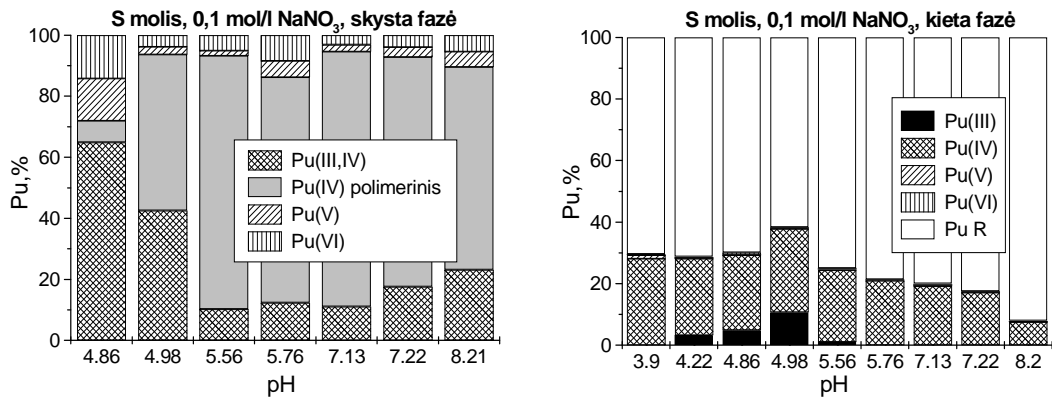 S molis, 0,1 mol/l NaNO3, skysta fazė
100
80
60
40
20
0
Pu,%
Pu(III,IV)
Pu(IV) polimerinis
Pu(V)
Pu(VI)
4.86 4.98 5.56 5.76 7.13 7.22 8.21
pH
S molis, 0,1 mol/l NaNO3, kieta fazė
100
80
60
40
20
0
Pu,%
Pu(III)
Pu(IV)
Pu(V)
Pu(VI)
Pu R
3.9 4.22 4.86 4.98 5.56 5.76 7.13 7.22 8.2
pH